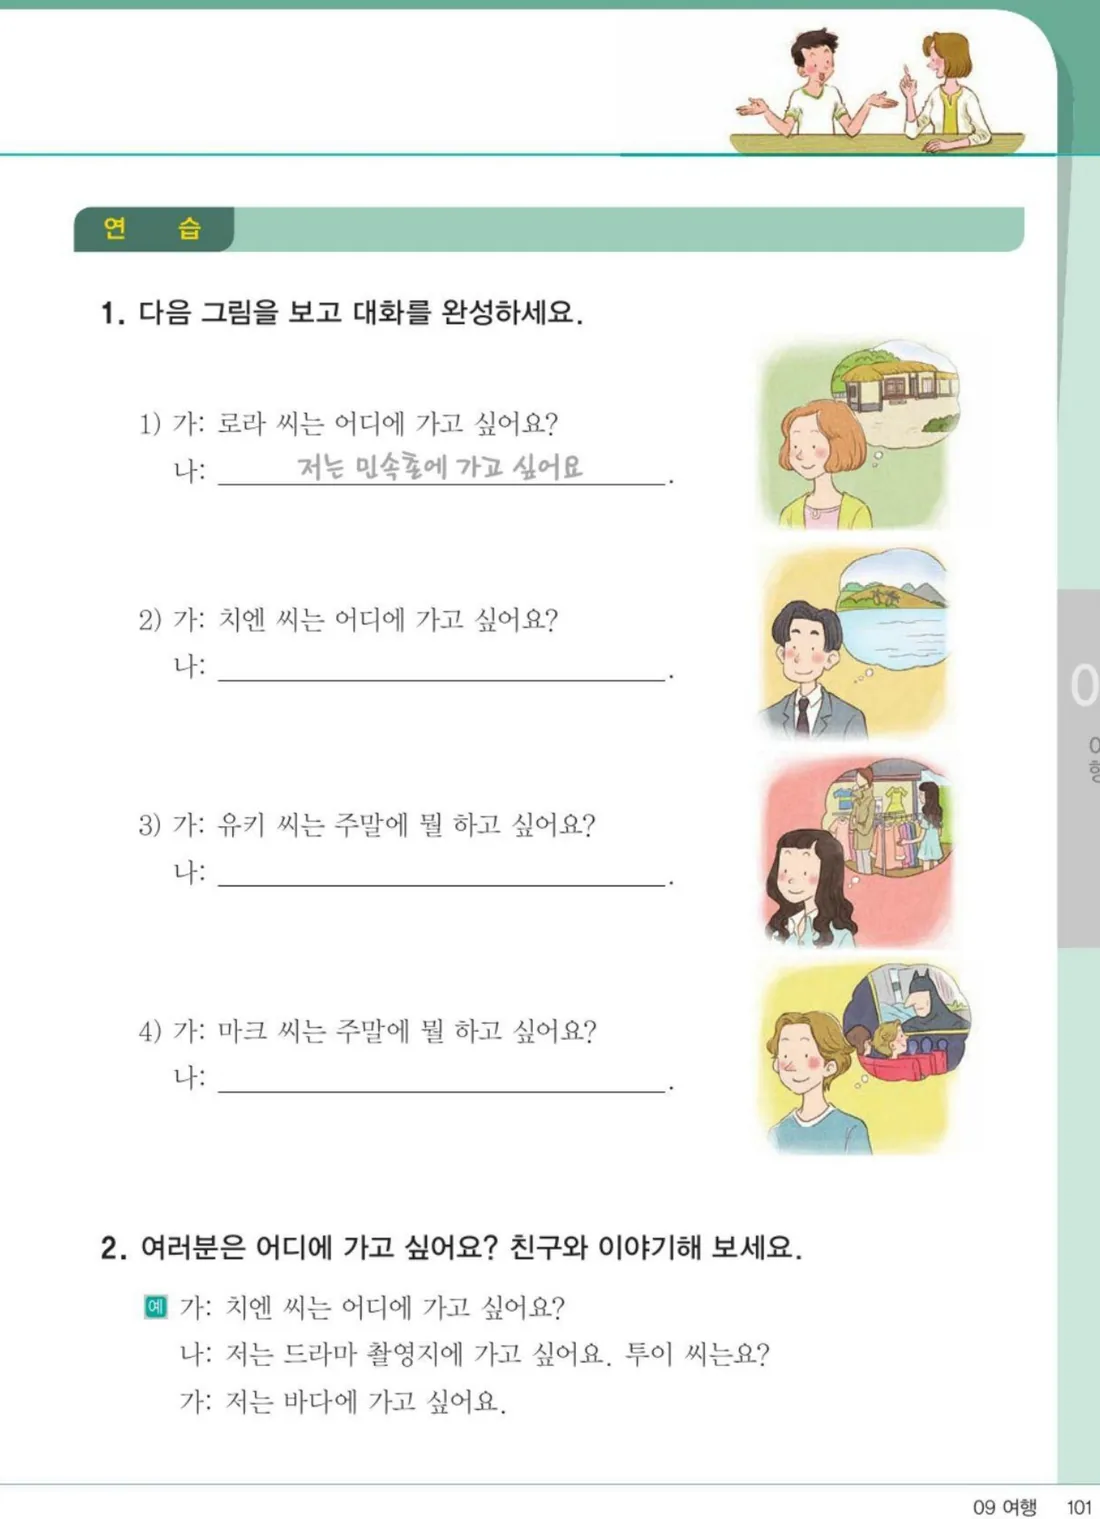 연 습
1. 다음 그림을 보고 대화를 완성하세요.
1) 가: 로라 씨는 어디에 가고 싶어요?
나: 저는 민속촌에 가고 싶어요.
2) 가: 치엔 씨는 어디에 가고 싶어요?
나: .
3) 가: 유키 씨는 주말에 뭘 하고 싶어요?
나: .
4) 가: 마크 씨는 주말에 뭘 하고 싶어요?
나: .
2. 여러분은 어디에 가고 싶어요? 친구와 이야기해 보세요.
예 가: 치엔 씨는 어디에 가고 싶어요?
나: 저는 드라마 촬영지에 가고 싶어요. 투이 씨는요?
가: 저는 바다에 가고 싶어요.
09 여행 101